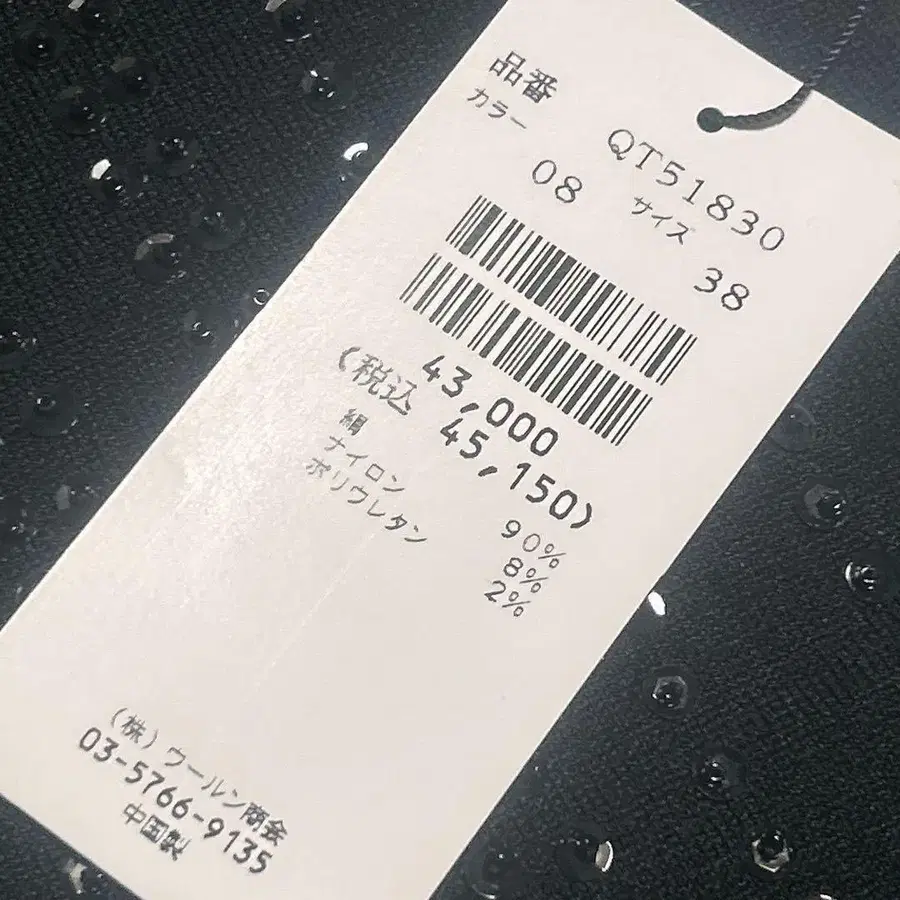 品番 QT51830
カラー 08 サイズ 38
43,000
(税込 45,150)
絹 90%
ナイロン 8%
ポリウレタン 2%
(株)ワールン商会
03-5766-9135
中国製